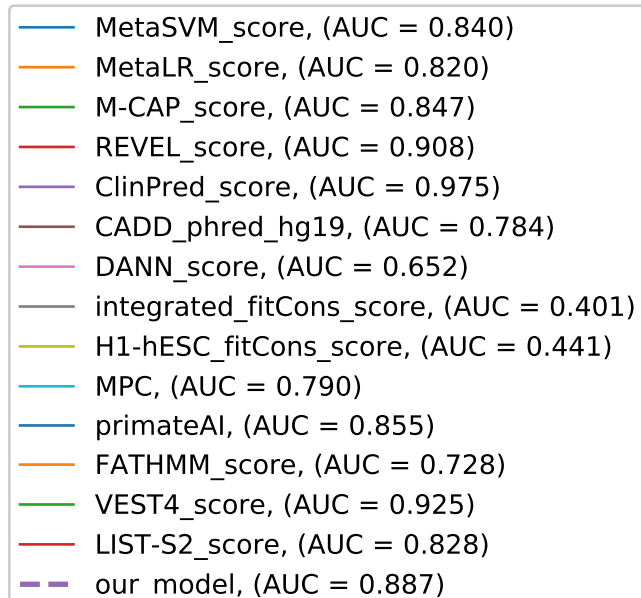 MetaSVM_score, (AUC = 0.840)
MetaLR_score, (AUC = 0.820)
M-CAP_score, (AUC = 0.847)
REVEL_score, (AUC = 0.908)
ClinPred_score, (AUC = 0.975)
CADD_phred_hg19, (AUC = 0.784)
DANN_score, (AUC = 0.652)
integrated_fitCons_score, (AUC = 0.401)
H1-hESC_fitCons_score, (AUC = 0.441)
MPC, (AUC = 0.790)
primateAI, (AUC = 0.855)
FATHMM_score, (AUC = 0.728)
VEST4_score, (AUC = 0.925)
LIST-S2_score, (AUC = 0.828)
our model, (AUC = 0.887)